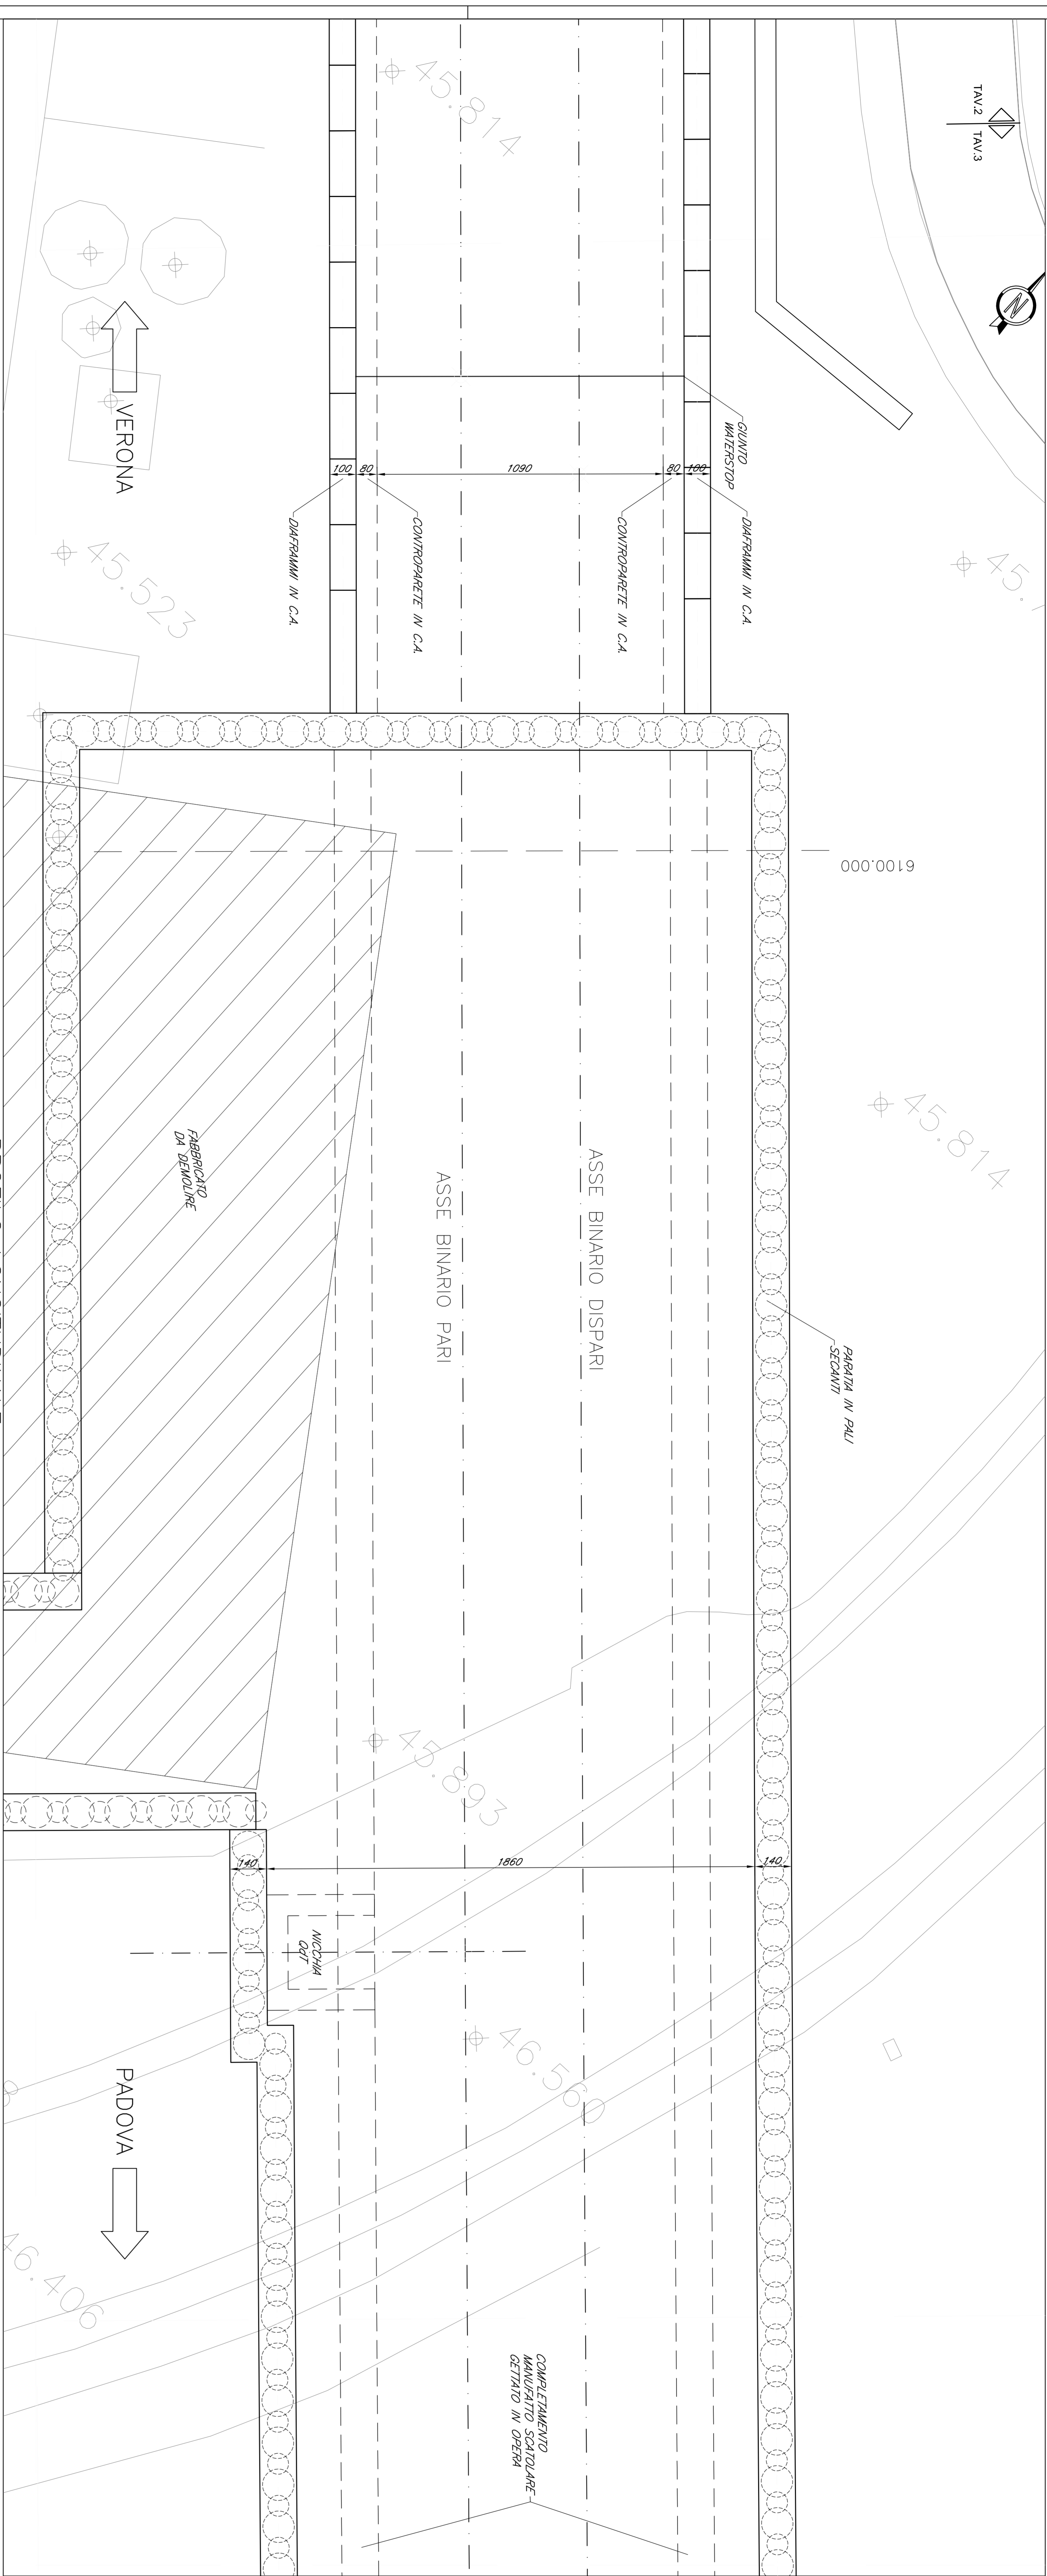 TAV.2
TAV.3
N
45.814
VERONA
GIUNTO
WATERSTOP
100
80
1090
80
100
DIAFRAMMI IN C.A.
CONTROPARETE IN C.A.
CONTROPARETE IN C.A.
DIAFRAMMI IN C.A.
45.523
45.
6100.000
45.814
FABBRICATO
DA DEMOLIRE
ASSE BINARIO PARI
ASSE BINARIO DISPARI
PARATIA IN PALI
SECANTI
45.893
140
1860
140
NICCHIA
QdT
46.560
PADOVA
46.406
COMPLETAMENTO
MANUFATTO SCATOLARE
GETTATO IN OPERA